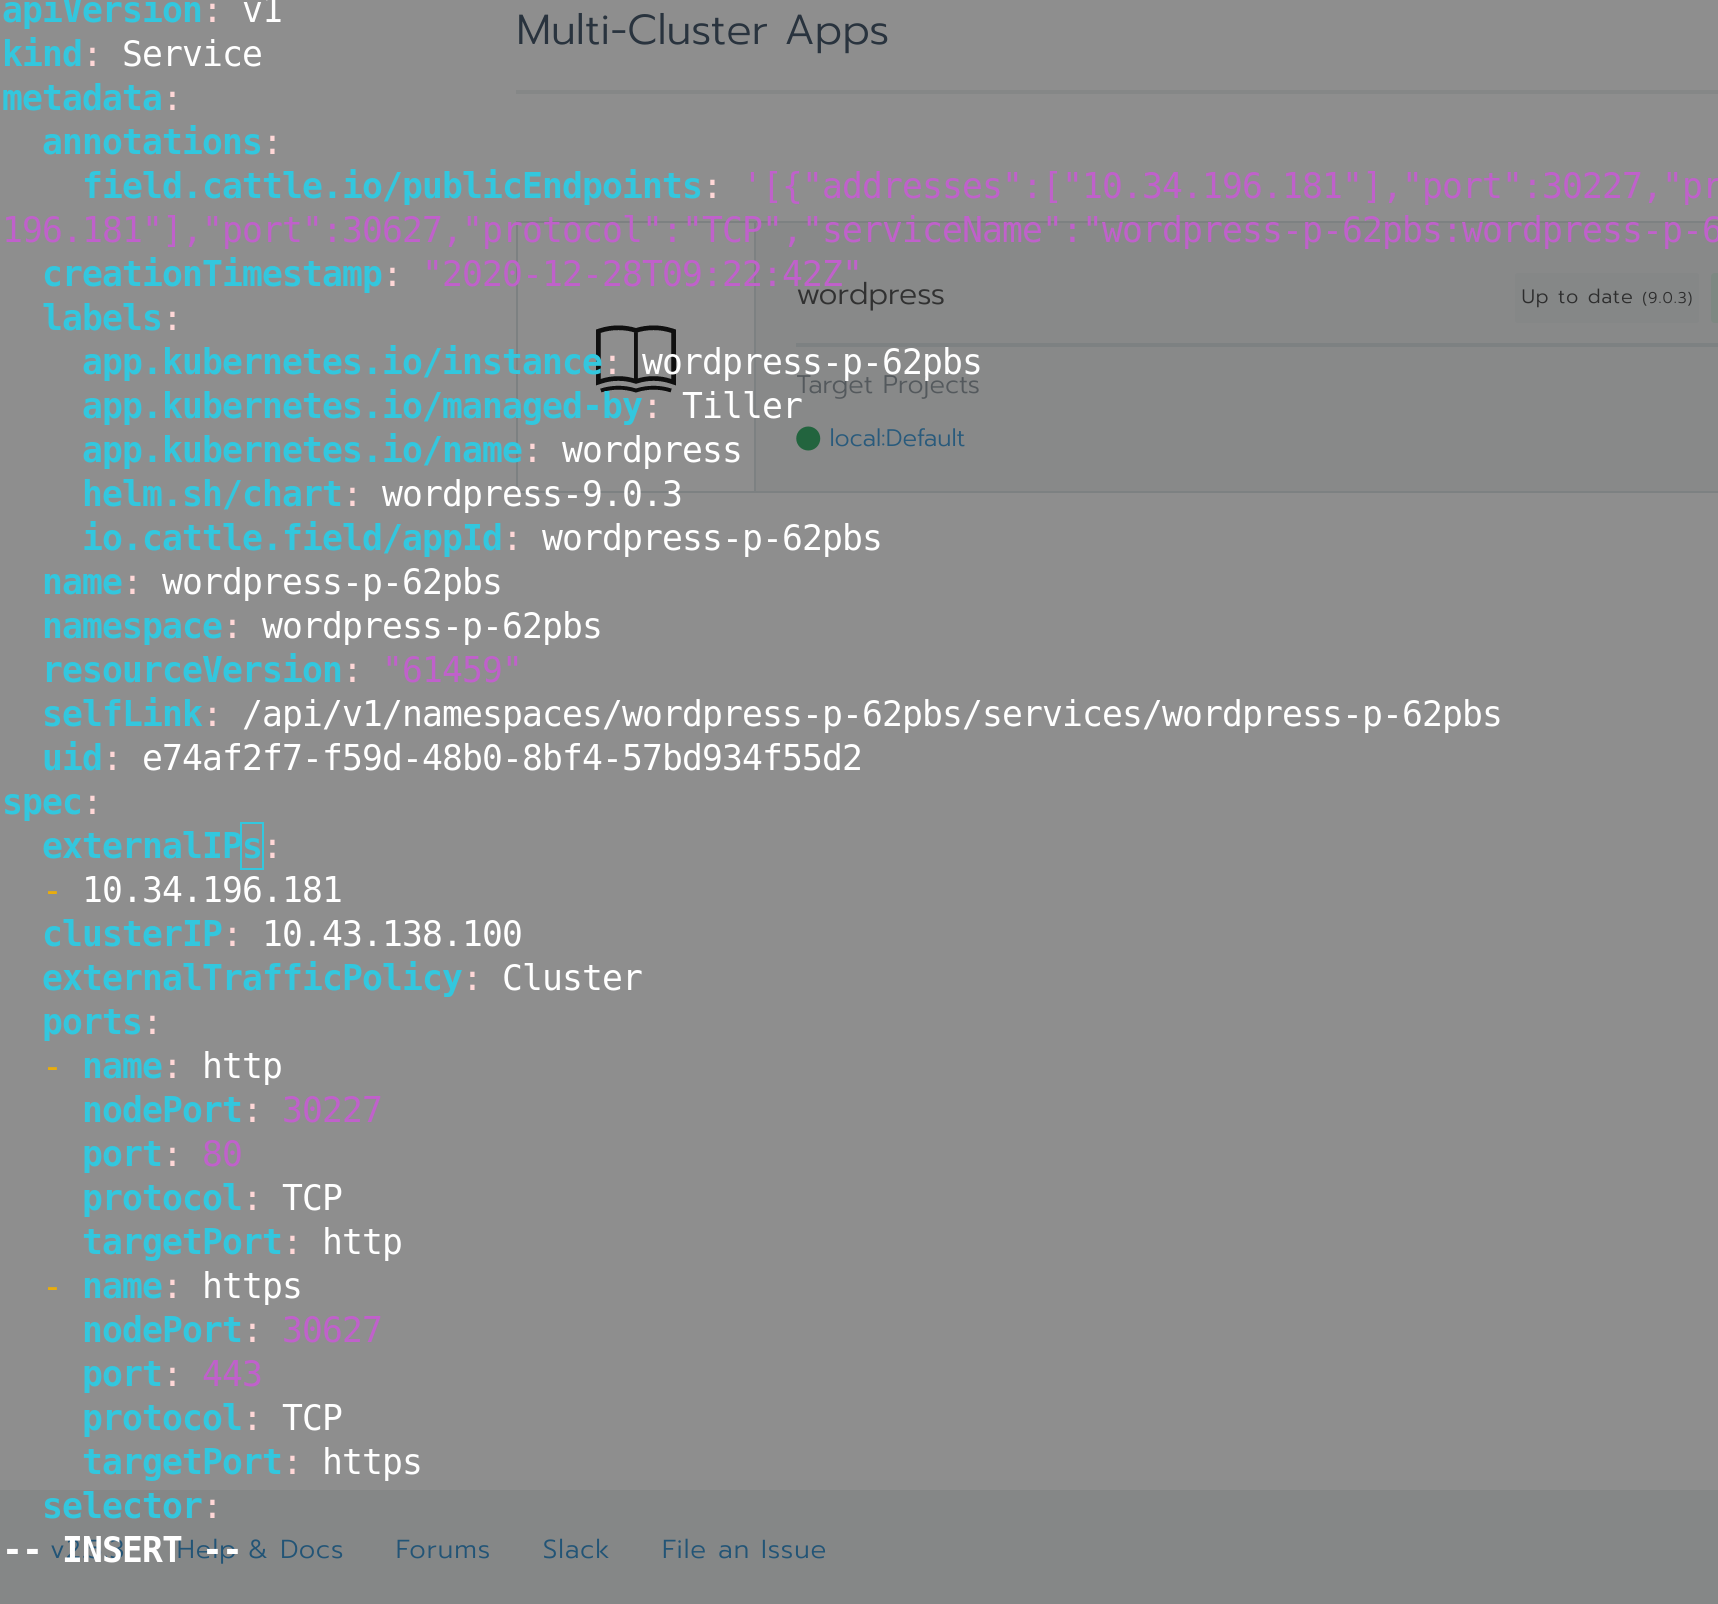 apiVersion: v1
Multi-Cluster Apps
kind: Service
metadata:
annotations:
field.cattle.io/publicEndpoints: '[{"addresses":["10.34.196.181"],"port":30227,"pr
196.181"],"port":30627,"protocol":"TCP","serviceName":"wordpress-p-62pbs:wordpress-p-6
creationTimestamp: "2020-12-28T09:22:42Z"
wordpress
Up to date (9.0.3)
labels:
app.kubernetes.io/instance: wordpress-p-62pbs
Target Projects
app.kubernetes.io/managed-by: Tiller
local:Default
app.kubernetes.io/name: wordpress
helm.sh/chart: wordpress-9.0.3
io.cattle.field/appId: wordpress-p-62pbs
name: wordpress-p-62pbs
namespace: wordpress-p-62pbs
resourceVersion: "61459"
selfLink: /api/v1/namespaces/wordpress-p-62pbs/services/wordpress-p-62pbs
uid: e74af2f7-f59d-48b0-8bf4-57bd934f55d2
spec:
externalIPs:
- 10.34.196.181
clusterIP: 10.43.138.100
externalTrafficPolicy: Cluster
ports:
- name: http
nodePort: 30227
port: 80
protocol: TCP
targetPort: http
- name: https
nodePort: 30627
port: 443
protocol: TCP
targetPort: https
selector:
-- INSERT --
Help & Docs Forums Slack File an Issue